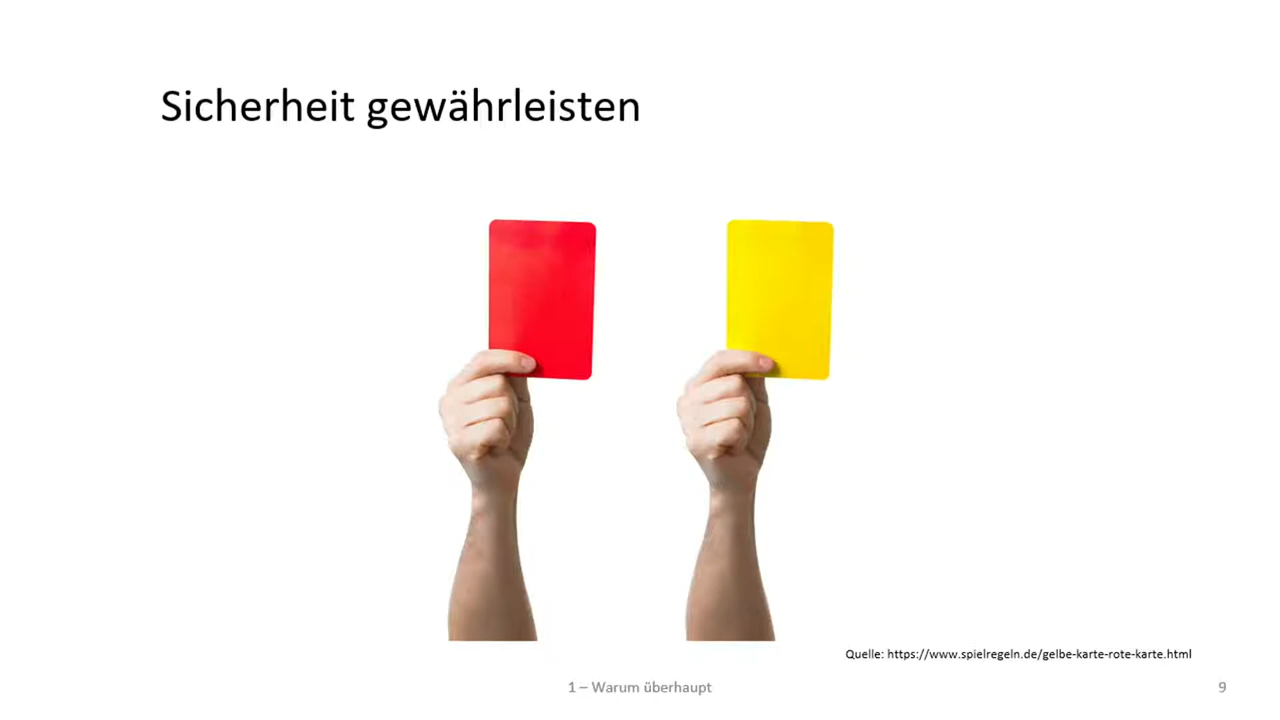 Sicherheit gewährleisten
Quelle: https://www.spielregeln.de/gelbe-karte-rote-karte.html
1 – Warum überhaupt
9